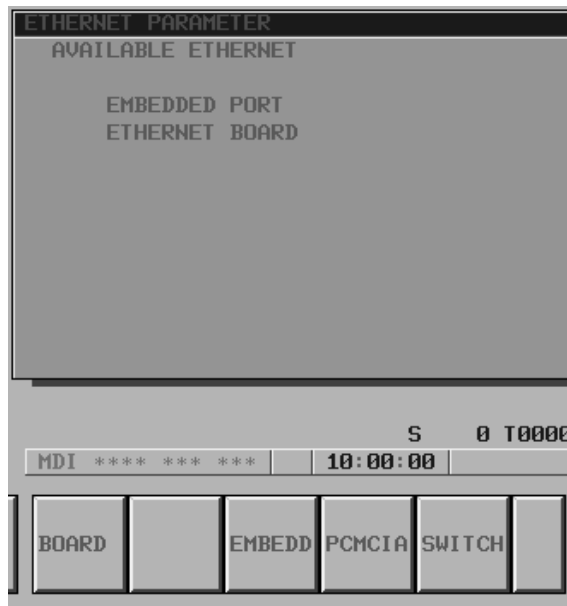 ETHERNET PARAMETER
AVAILABLE ETHERNET
EMBEDDED PORT
ETHERNET BOARD
S 0 T0000
MDI **** *** *** 10:00:00
BOARD EMBEDD PCMCIA SWITCH